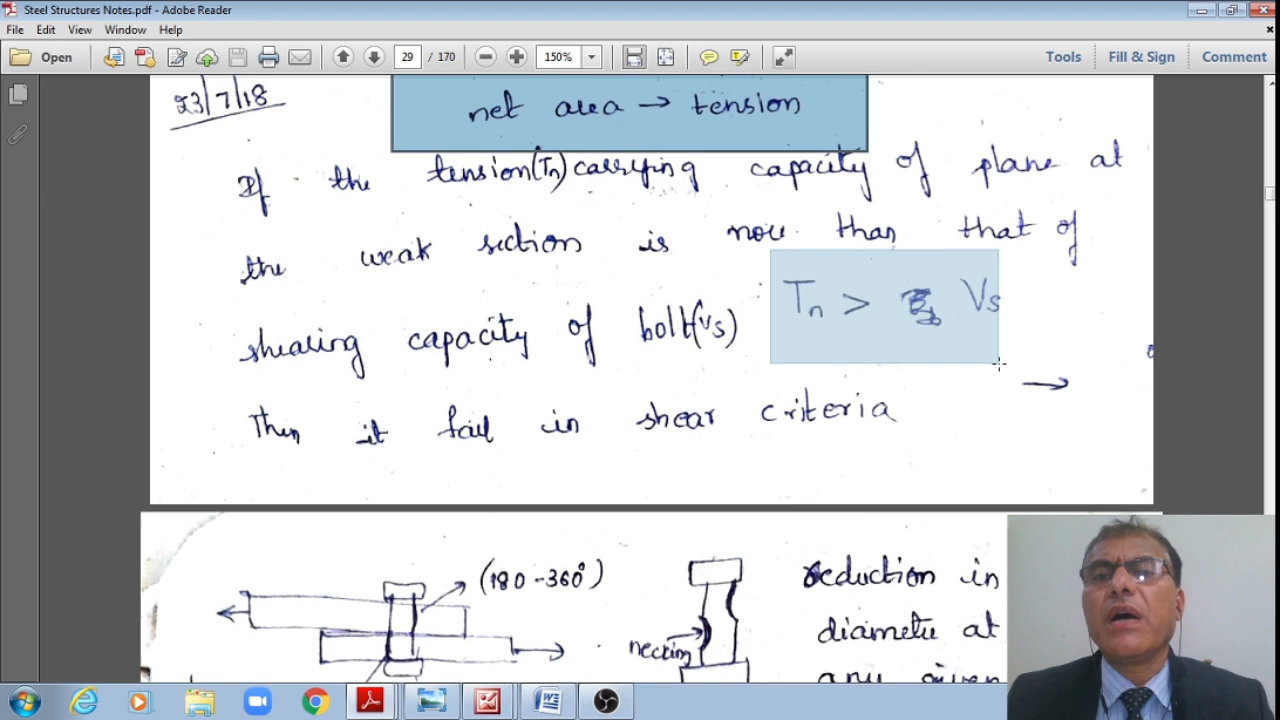 Steel Structures Notes.pdf - Adobe Reader
File Edit View Window Help
Open 29 / 170 150% Tools Fill & Sign Comment
23/7/18
net area → tension
If the tension(Tn) carrying capacity of plane at
the weak section is more than that of
shearing capacity of bolt(Vs)
Tn > Vs
→
Then it fail in shear criteria
(180-360°)
necking
reduction in
diameter at
any given